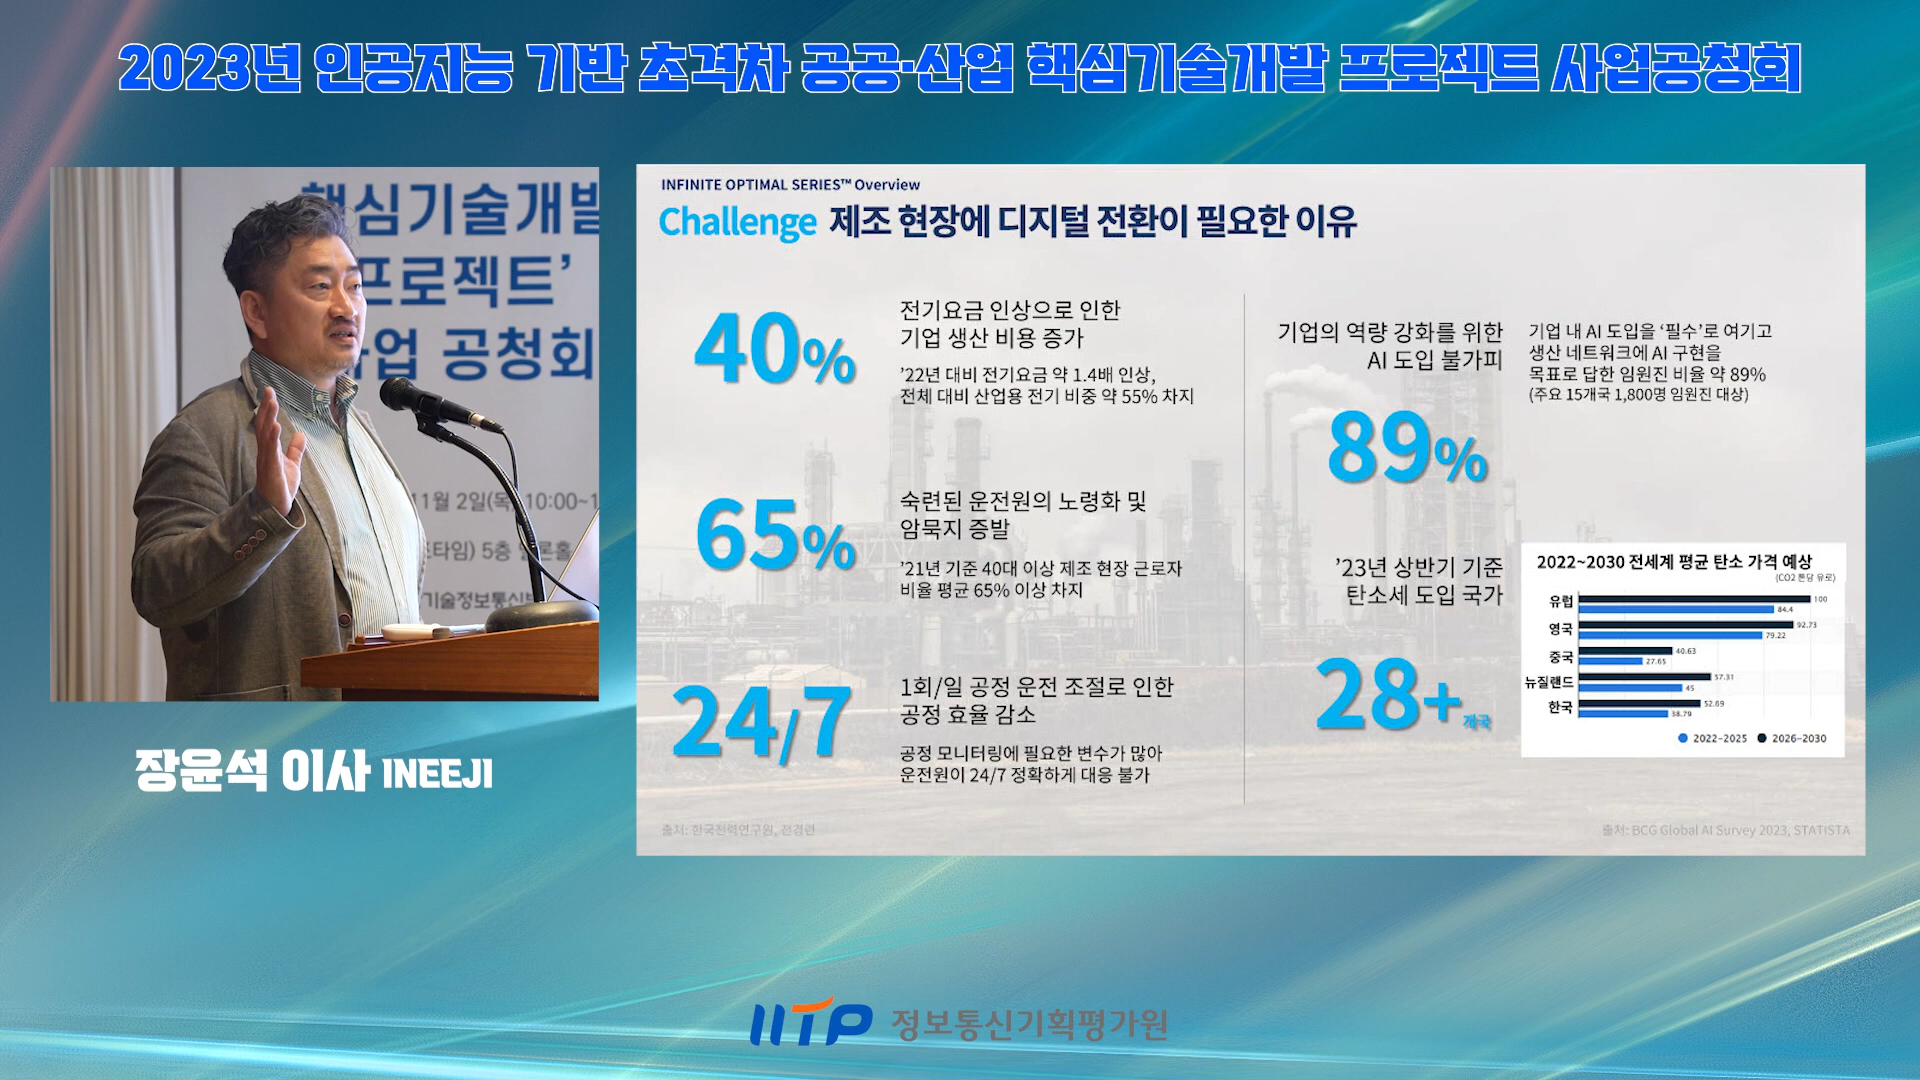 2023년 인공지능 기반 초격차 공공·산업 핵심기술개발 프로젝트 사업공청회
핵심기술개발
프로젝트’
사업 공청회
11월 2일(목) 10:00~1
타임) 5층
기술정보통신부
장윤석 이사 INEEJI
INFINITE OPTIMAL SERIES™ Overview
Challenge 제조 현장에 디지털 전환이 필요한 이유
40%
전기요금 인상으로 인한
기업 생산 비용 증가
’22년 대비 전기요금 약 1.4배 인상,
전체 대비 산업용 전기 비중 약 55% 차지
65%
숙련된 운전원의 노령화 및
암묵지 증발
’21년 기준 40대 이상 제조 현장 근로자
비율 평균 65% 이상 차지
24/7
1회/일 공정 운전 조절로 인한
공정 효율 감소
공정 모니터링에 필요한 변수가 많아
운전원이 24/7 정확하게 대응 불가
출처: 한국전력연구원, 전경련
기업의 역량 강화를 위한
AI 도입 불가피
89%
기업 내 AI 도입을 ‘필수’로 여기고
생산 네트워크에 AI 구현을
목표로 답한 임원진 비율 약 89%
(주요 15개국 1,800명 임원진 대상)
’23년 상반기 기준
탄소세 도입 국가
28+개국
2022~2030 전세계 평균 탄소 가격 예상
(CO2 톤당 유로)
유럽 100
84.4
영국 92.73
79.22
중국 40.63
27.65
뉴질랜드 57.31
45
한국 52.69
38.79
2022-2025 2026-2030
출처: BCG Global AI Survey 2023, STATISTA
IITP 정보통신기획평가원